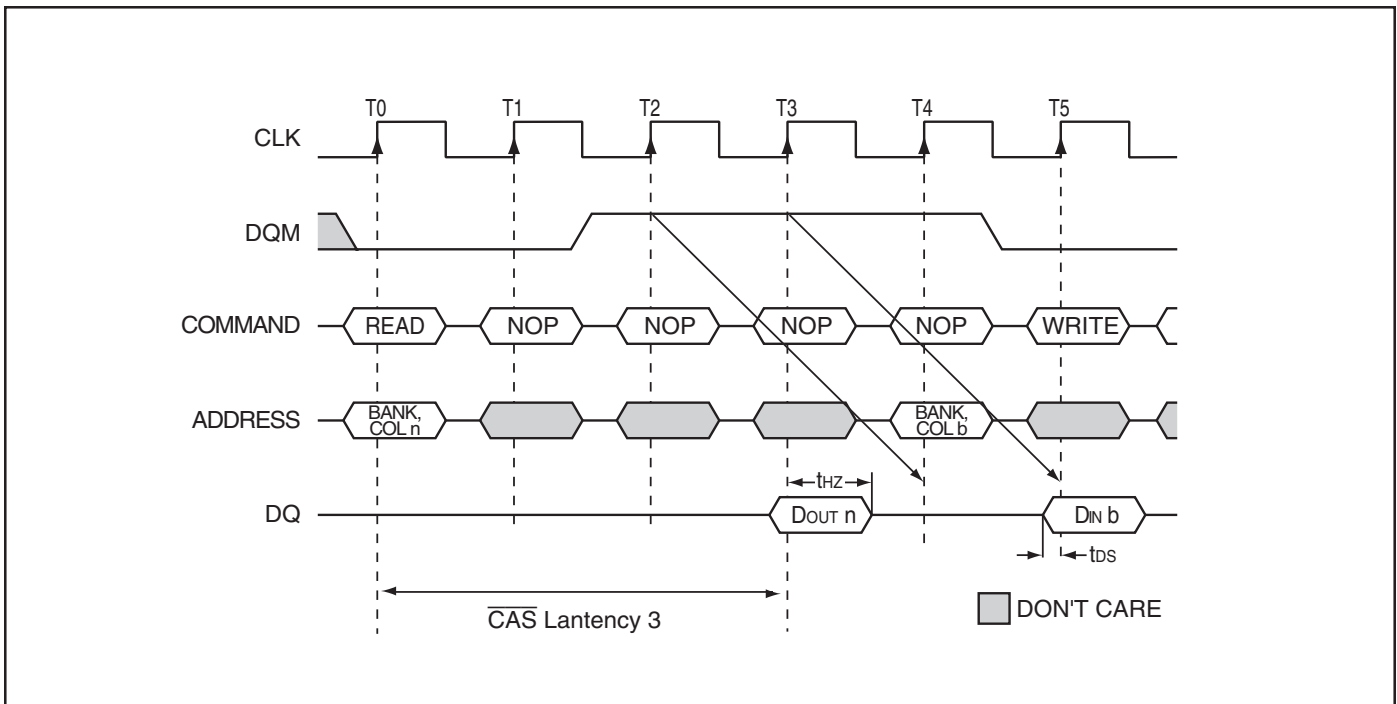 T0 T1 T2 T3 T4 T5
CLK
DQM
COMMAND READ NOP NOP NOP NOP WRITE
ADDRESS BANK, COL n BANK, COL b
tHZ
DQ DOUT n DIN b
tDS
CAS Lantency 3
DON'T CARE